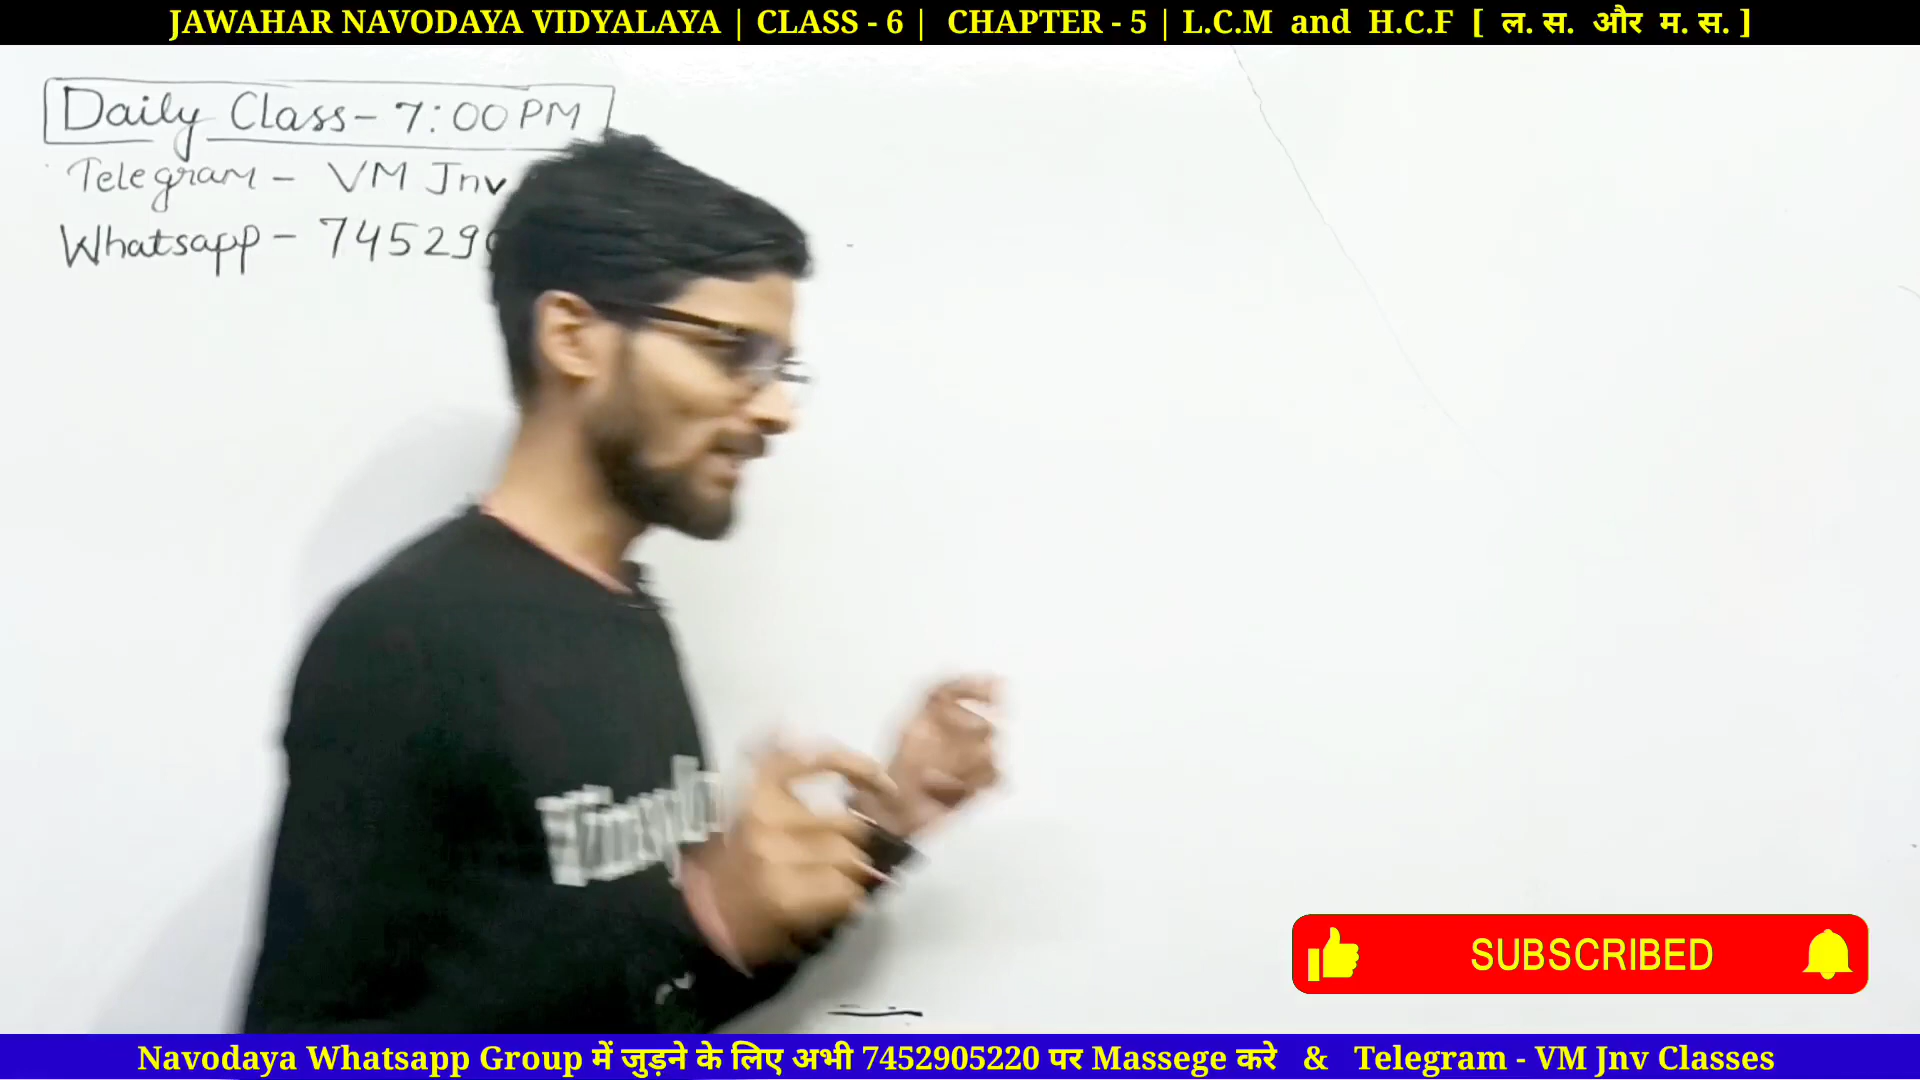 JAWAHAR NAVODAYA VIDYALAYA | CLASS - 6 | CHAPTER - 5 | L.C.M and H.C.F [ ल. स. और म. स. ]
Daily Class - 7:00 PM
Telegram - VM Jnv
Whatsapp - 74529
SUBSCRIBED
Navodaya Whatsapp Group में जुड़ने के लिए अभी 7452905220 पर Massege करे & Telegram - VM Jnv Classes